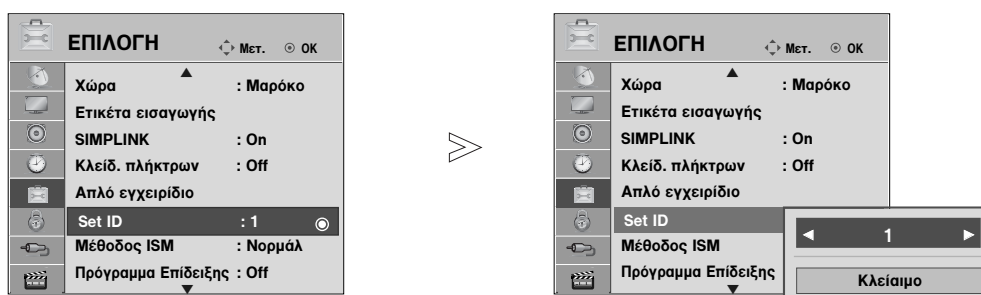 ΕΠΙΛΟΓΗ Μετ. OK
Χώρα : Μαρόκο
Ετικέτα εισαγωγής
SIMPLINK : On
Κλείδ. πλήκτρων : Off
Απλό εγχειρίδιο
Set ID : 1
Μέθοδος ISM : Νορμάλ
Πρόγραμμα Επίδειξης : Off
ΕΠΙΛΟΓΗ Μετ. OK
Χώρα : Μαρόκο
Ετικέτα εισαγωγής
SIMPLINK : On
Κλείδ. πλήκτρων : Off
Απλό εγχειρίδιο
Set ID
Μέθοδος ISM
Πρόγραμμα Επίδειξης
1
Κλείαιμο